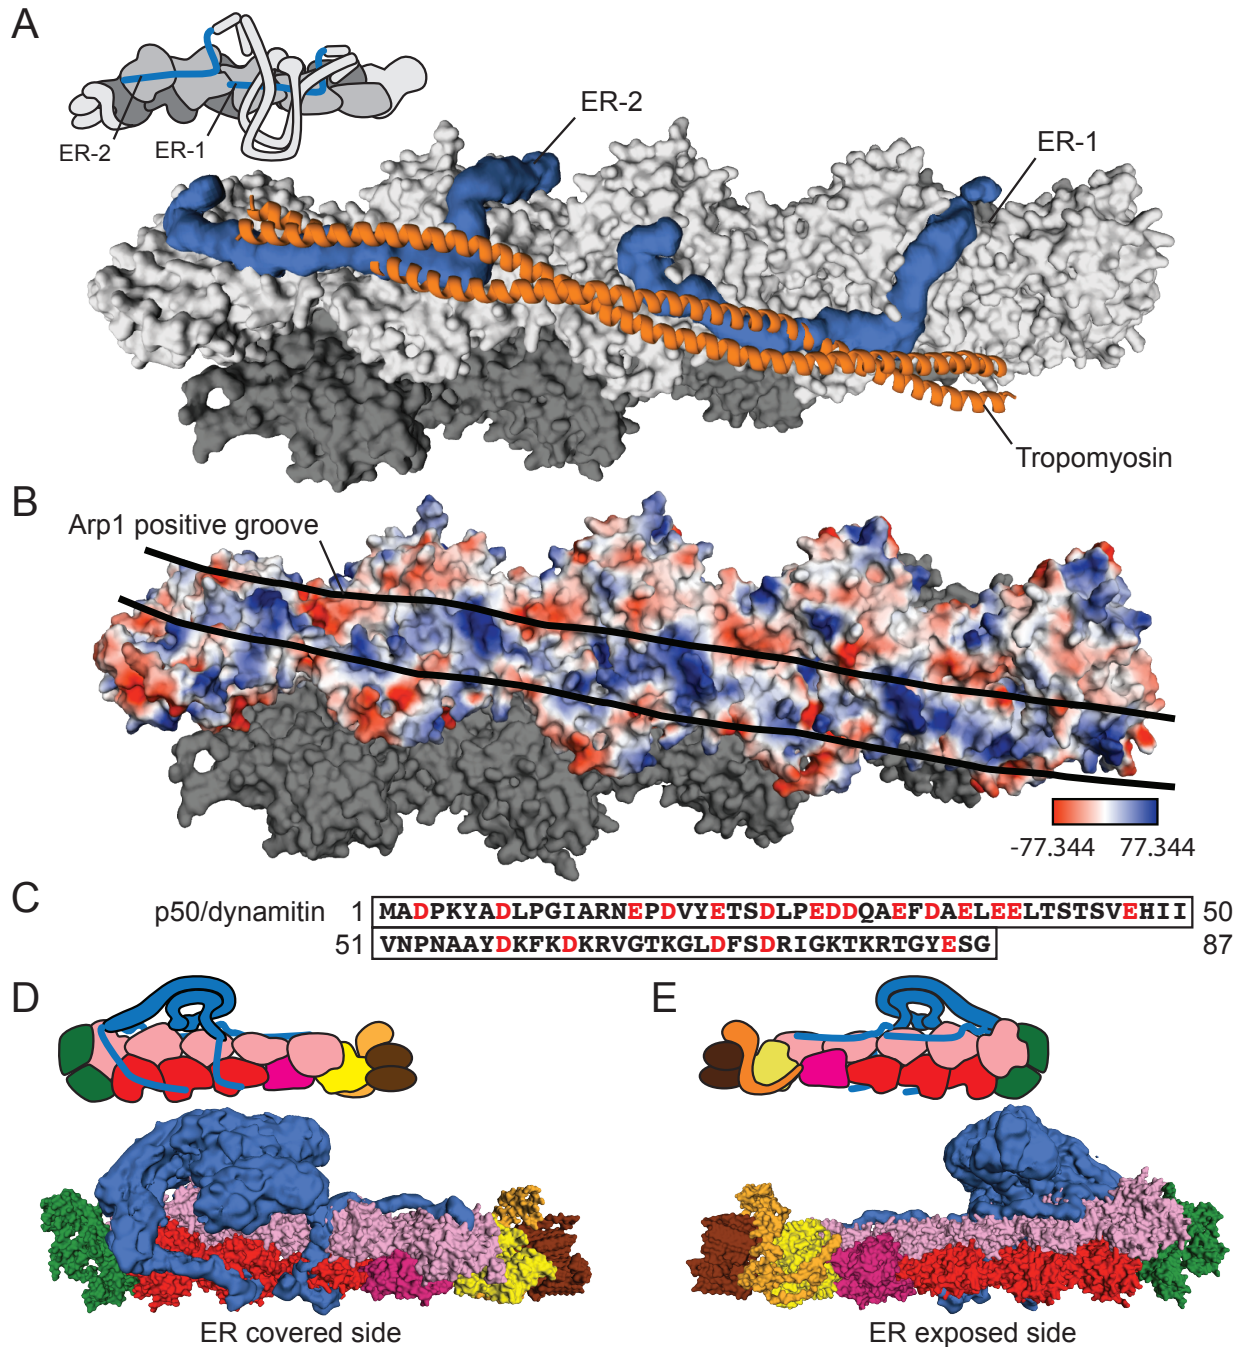 A
ER-2
ER-1
ER-2
ER-1
Tropomyosin
B
Arp1 positive groove
-77.344 77.344
C
p50/dynamitin 1 MADPKYADLPGIARNEPDVYETSDLPEDDQAEFDAELEELTSTSVEHII 50
51 VNPNAAYDKFKDKRVGTKGLDFSDRIGKTKRTGYESG 87
D
E
ER covered side
ER exposed side